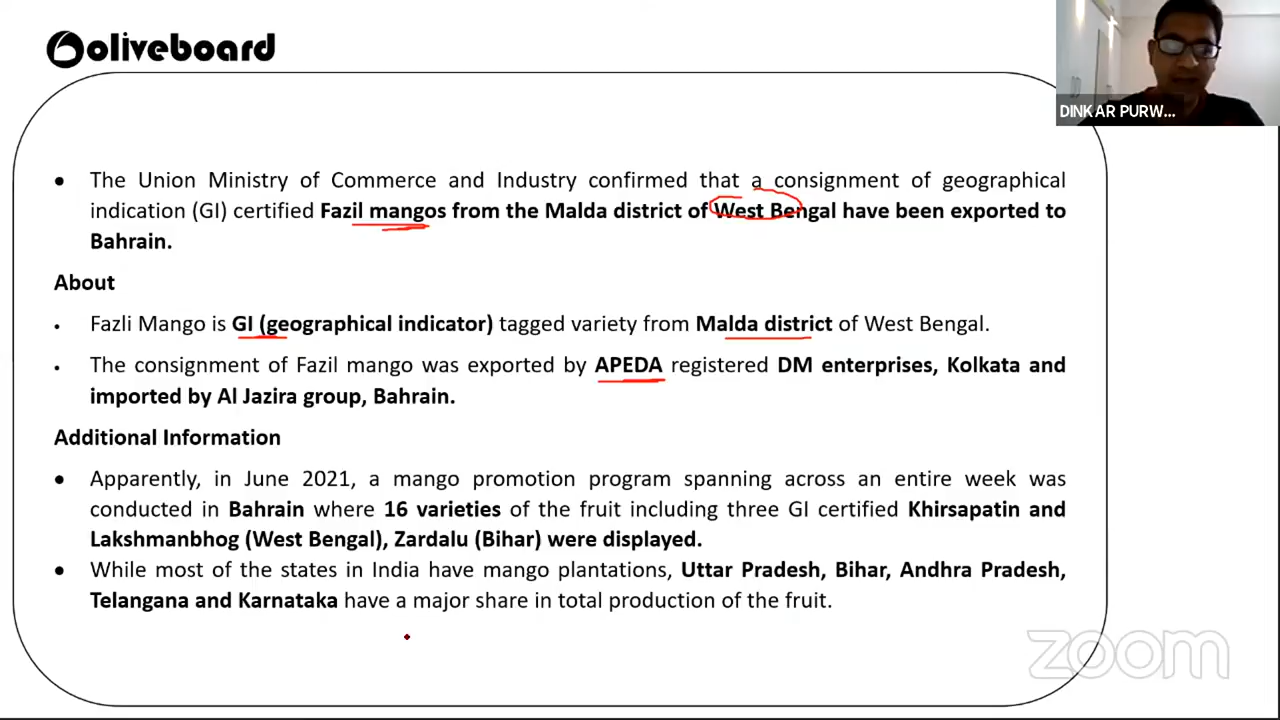 oliveboard
DINKAR PURW...
• The Union Ministry of Commerce and Industry confirmed that a consignment of geographical
indication (GI) certified Fazil mangos from the Malda district of West Bengal have been exported to
Bahrain.
About
• Fazli Mango is GI (geographical indicator) tagged variety from Malda district of West Bengal.
• The consignment of Fazil mango was exported by APEDA registered DM enterprises, Kolkata and
imported by Al Jazira group, Bahrain.
Additional Information
• Apparently, in June 2021, a mango promotion program spanning across an entire week was
conducted in Bahrain where 16 varieties of the fruit including three GI certified Khirsapatin and
Lakshmanbhog (West Bengal), Zardalu (Bihar) were displayed.
• While most of the states in India have mango plantations, Uttar Pradesh, Bihar, Andhra Pradesh,
Telangana and Karnataka have a major share in total production of the fruit.
zoom